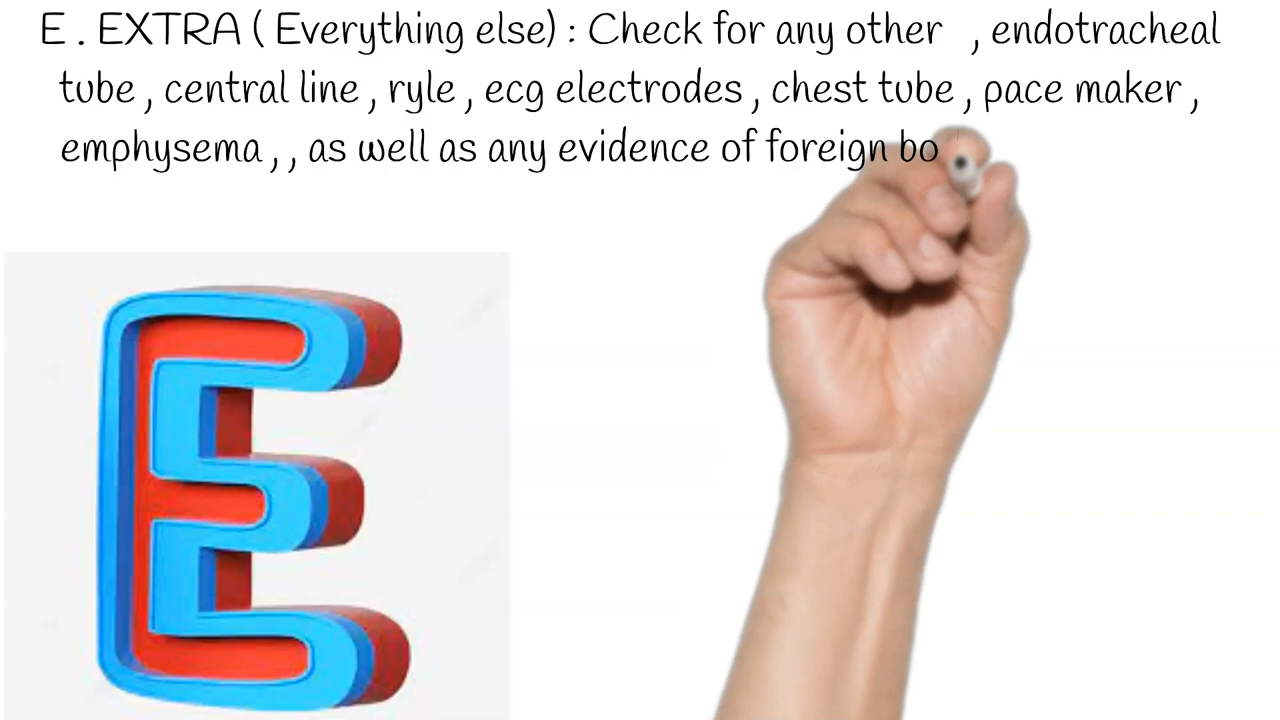 E . EXTRA ( Everything else) : Check for any other , endotracheal
tube , central line , ryle , ecg electrodes , chest tube , pace maker ,
emphysema , , as well as any evidence of foreign bo
E